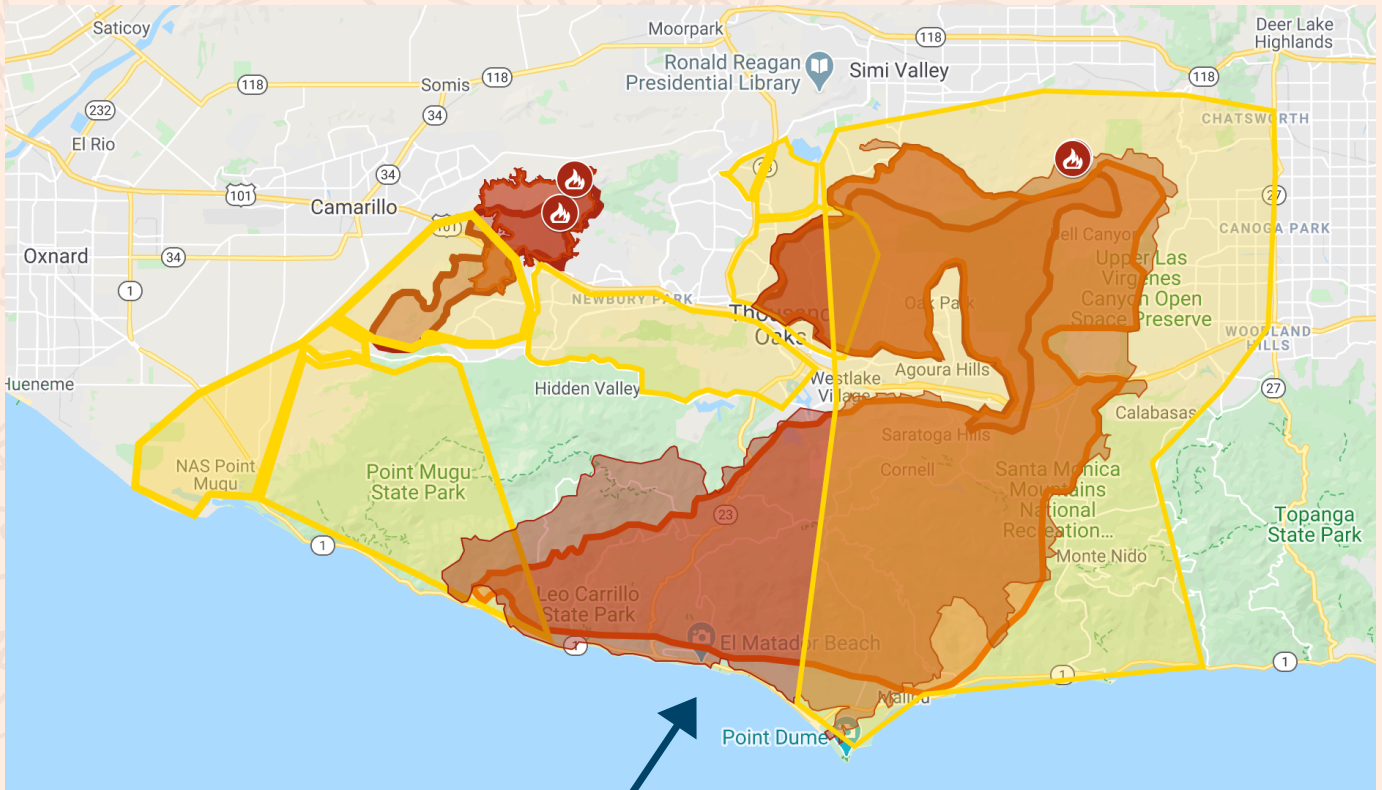 Saticoy
Moorpark
118
Deer Lake
Highlands
Ronald Reagan
Presidential Library
Simi Valley
118
118
Somis
118
232
34
CHATSWORTH
El Rio
23
34
101
Camarillo
27
101
CANOGA PARK
Oxnard
34
Bell Canyon
Upper Las
Virgenes
Canyon Open
Space Preserve
1
NEWBURY PARK
Oak Park
Thousand
Oaks
WOODLAND
HILLS
Hueneme
Hidden Valley
Westlake
Village
Agoura Hills
27
Calabasas
Saratoga Hills
NAS Point
Mugu
Point Mugu
State Park
Cornell
Santa Monica
Mountains
National
Recreation...
23
Topanga
State Park
1
Monte Nido
Leo Carrillo
State Park
1
El Matador Beach
1
1
Malibu
Point Dume